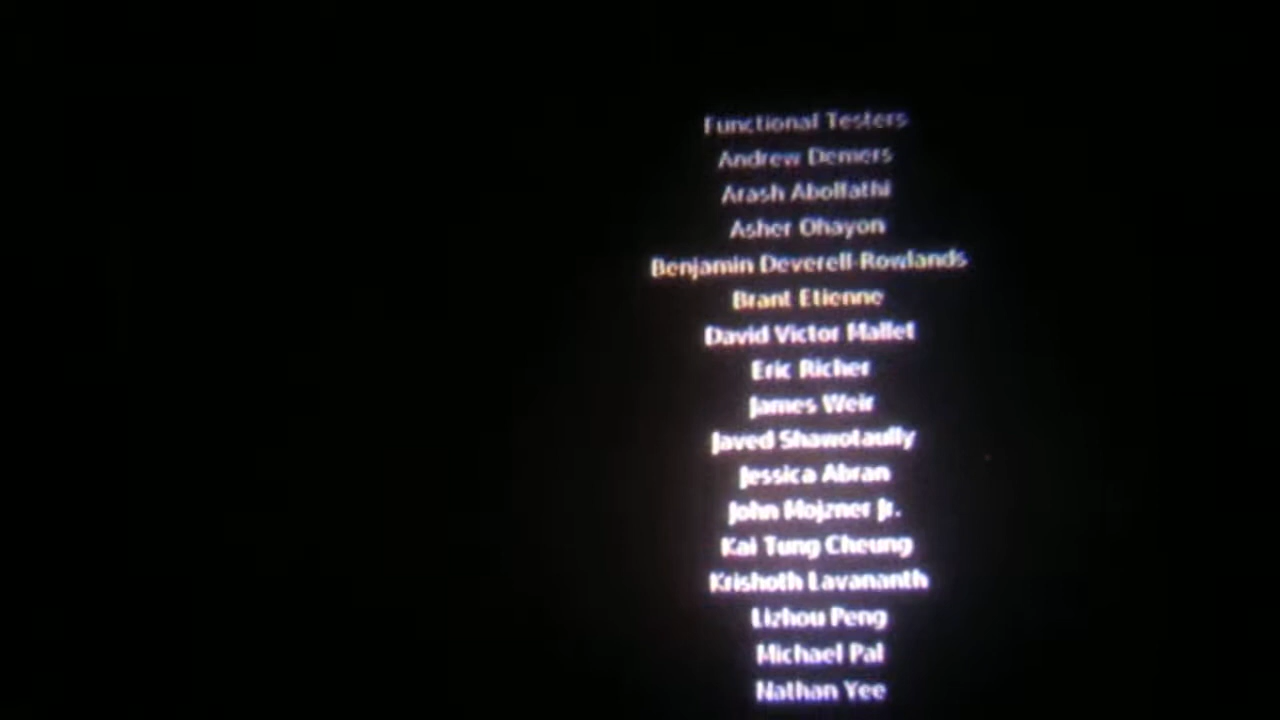 Functional Testers
Andrew Demers
Arash Abolfathi
Asher Ohayon
Benjamin Deverell-Rowlands
Brant Etienne
David Victor Mallet
Eric Richer
James Weir
Javed Shawotaully
Jessica Abran
John Mojzner Jr.
Kai Tung Cheung
Krishoth Lavananth
Lizhou Peng
Michael Pal
Nathan Yee